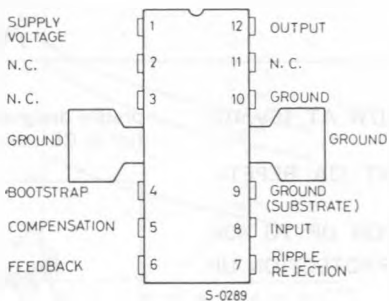 SUPPLY
VOLTAGE
1
12
OUTPUT
N.C.
2
11
N.C.
N.C.
3
10
GROUND
GROUND
GROUND
BOOTSTRAP
4
9
GROUND
(SUBSTRATE)
COMPENSATION
5
8
INPUT
FEEDBACK
6
7
RIPPLE
REJECTION
S-0289